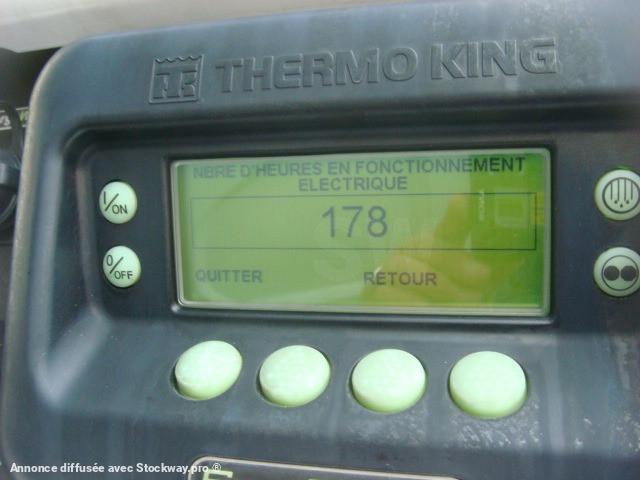 THERMO KING
NBRE D'HEURES EN FONCTIONNEMENT
ELECTRIQUE
178
QUITTER RETOUR
I/ON
O/OFF
Annonce diffusée avec Stockway.pro ®